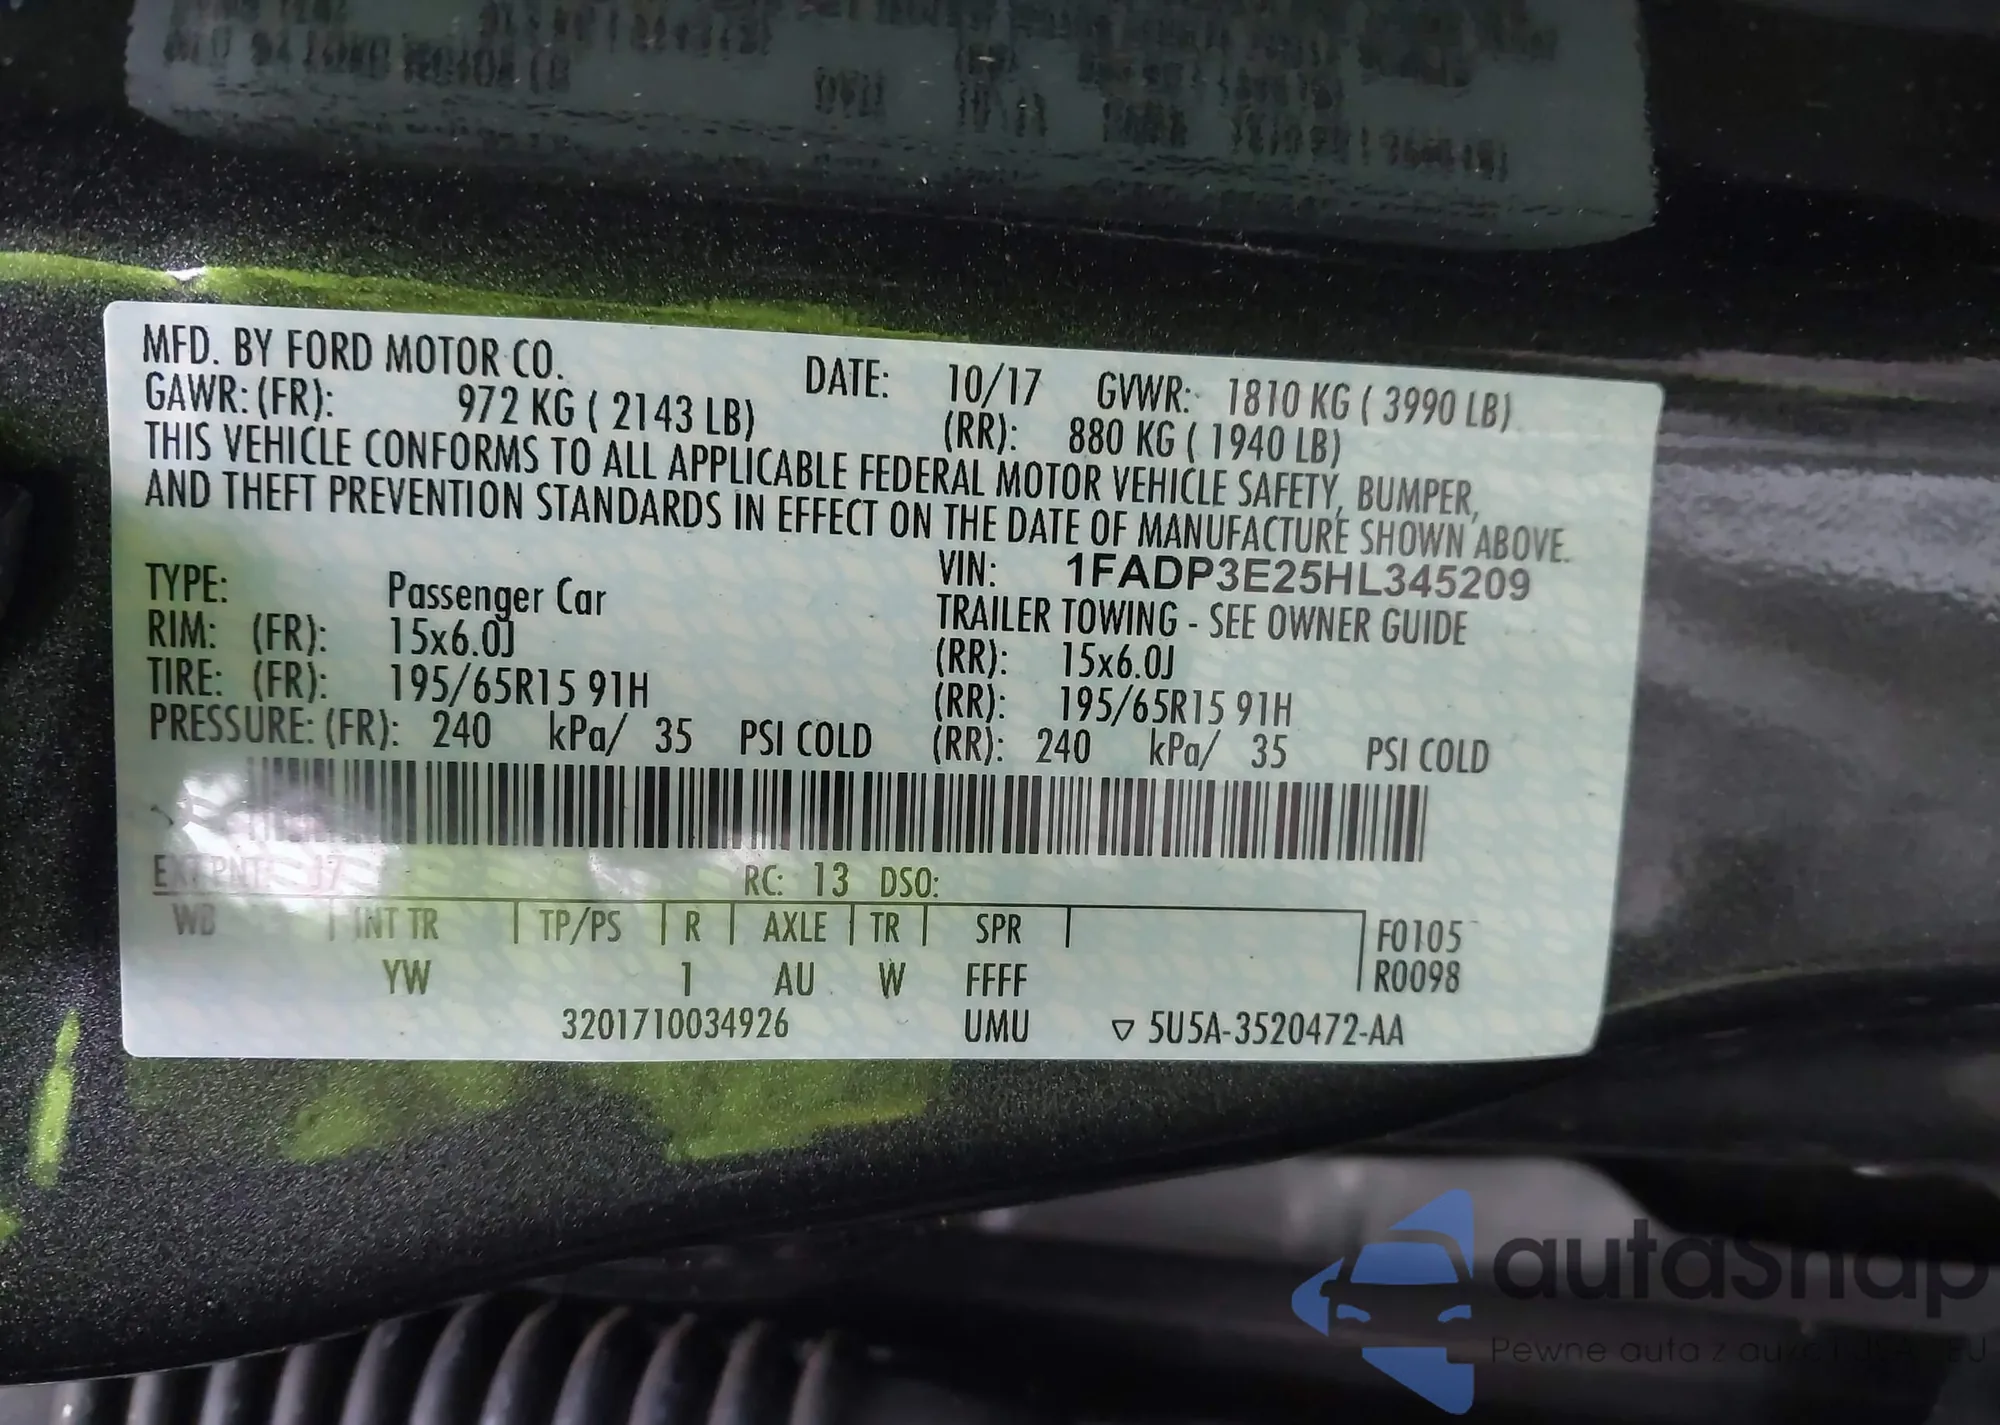 MFD. BY FORD MOTOR CO. DATE: 10/17 GVWR: 1810 KG ( 3990 LB)
GAWR: (FR): 972 KG ( 2143 LB) (RR): 880 KG ( 1940 LB)
THIS VEHICLE CONFORMS TO ALL APPLICABLE FEDERAL MOTOR VEHICLE SAFETY, BUMPER,
AND THEFT PREVENTION STANDARDS IN EFFECT ON THE DATE OF MANUFACTURE SHOWN ABOVE.
VIN: 1FADP3E25HL345209
TYPE: Passenger Car TRAILER TOWING - SEE OWNER GUIDE
RIM: (FR): 15x6.0J (RR): 15x6.0J
TIRE: (FR): 195/65R15 91H (RR): 195/65R15 91H
PRESSURE: (FR): 240 kPa/ 35 PSI COLD (RR): 240 kPa/ 35 PSI COLD
EXT PNT: RC: 13 DSO:
WB INT TR TP/PS R AXLE TR SPR F0105
YW 1 AU W FFFF R0098
3201710034926 UMU ▽ 5U5A-3520472-AA
autaSnap
Pewne auta z